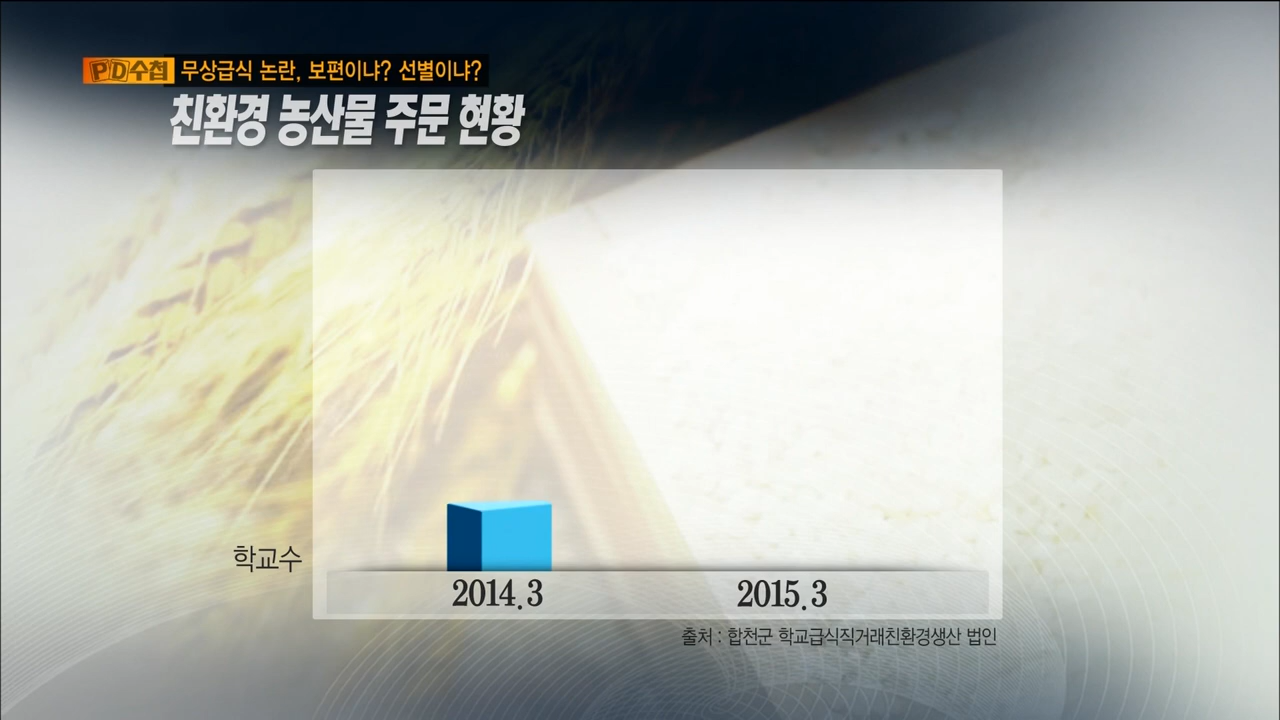 PD수첩 무상급식 논란, 보편이냐? 선별이냐?
친환경 농산물 주문 현황
학교수
2014.3 2015.3
출처 : 합천군 학교급식직거래친환경생산 법인